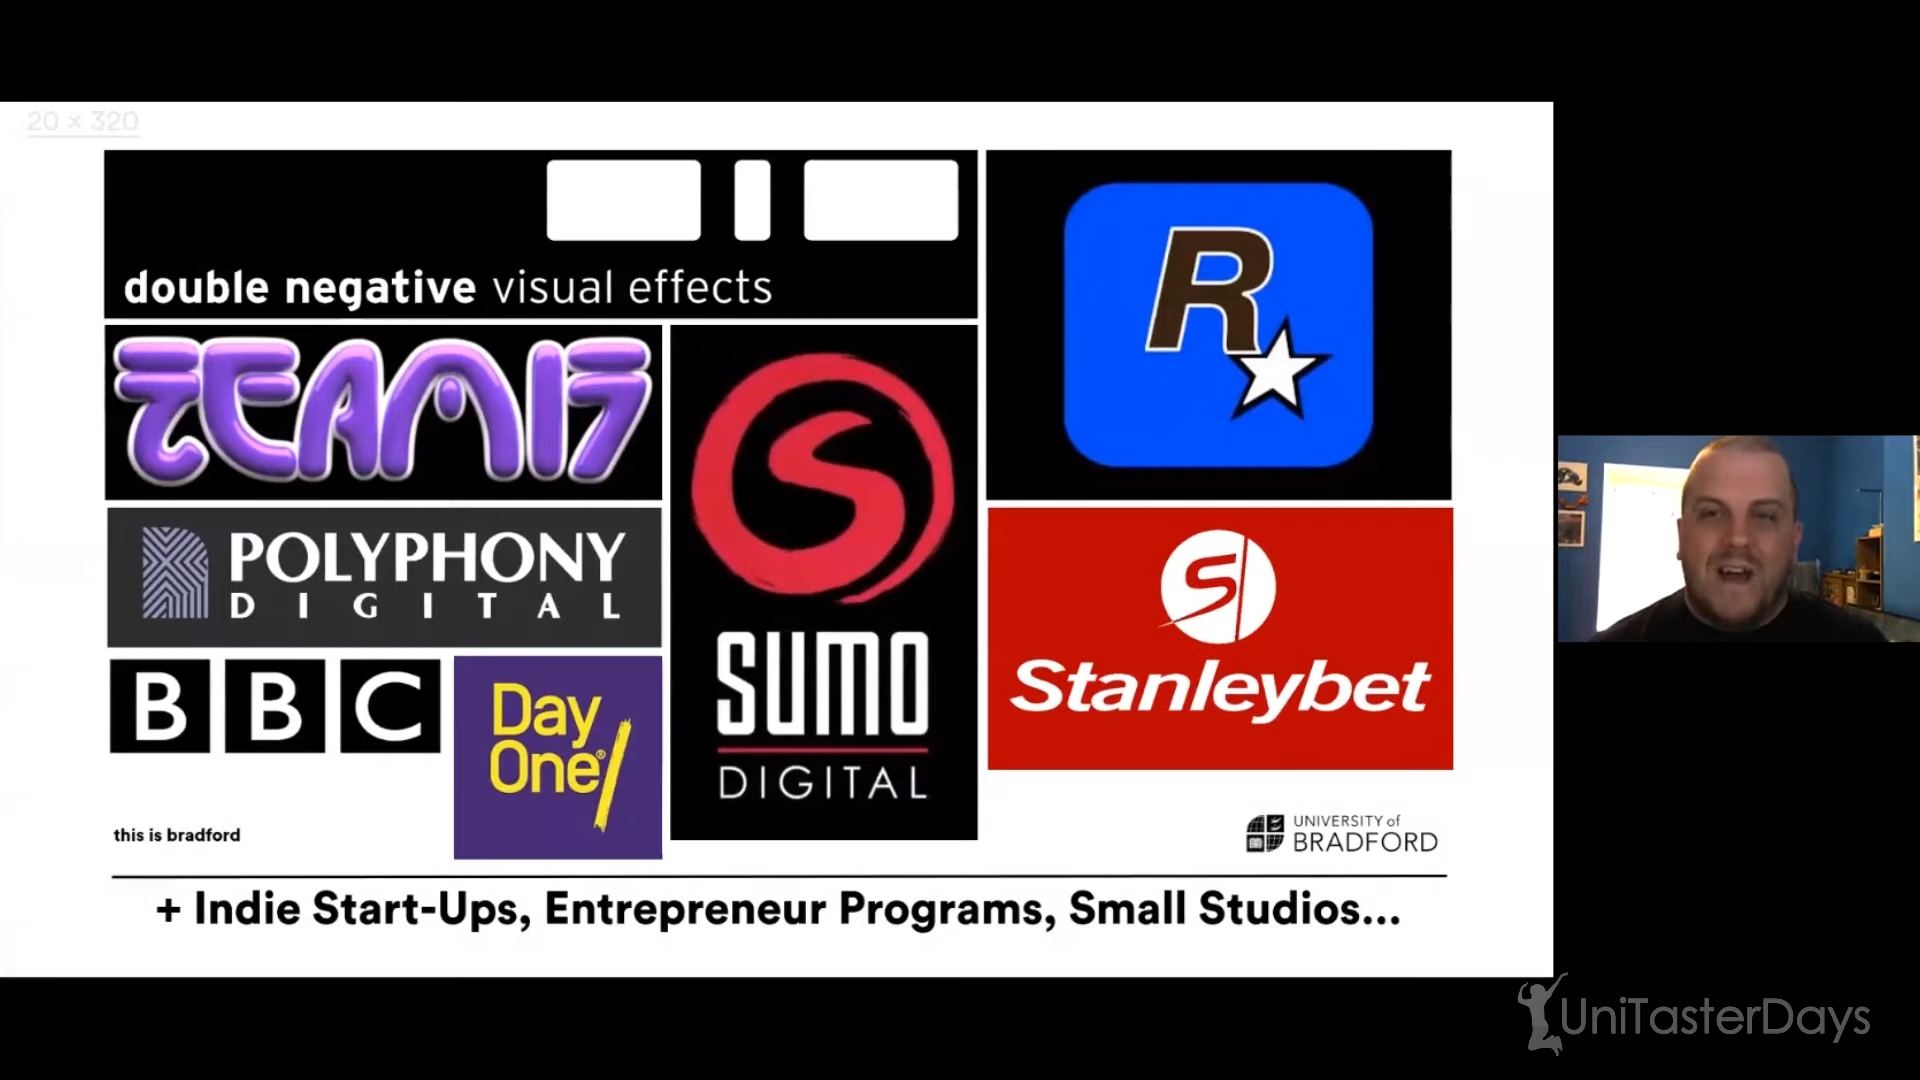 20 × 320
double negative visual effects
R
TEAM17
S
POLYPHONY
DIGITAL
BBC
Day
One®
SUMO
DIGITAL
S
Stanleybet
this is bradford
UNIVERSITY of
BRADFORD
+ Indie Start-Ups, Entrepreneur Programs, Small Studios...
UniTasterDays